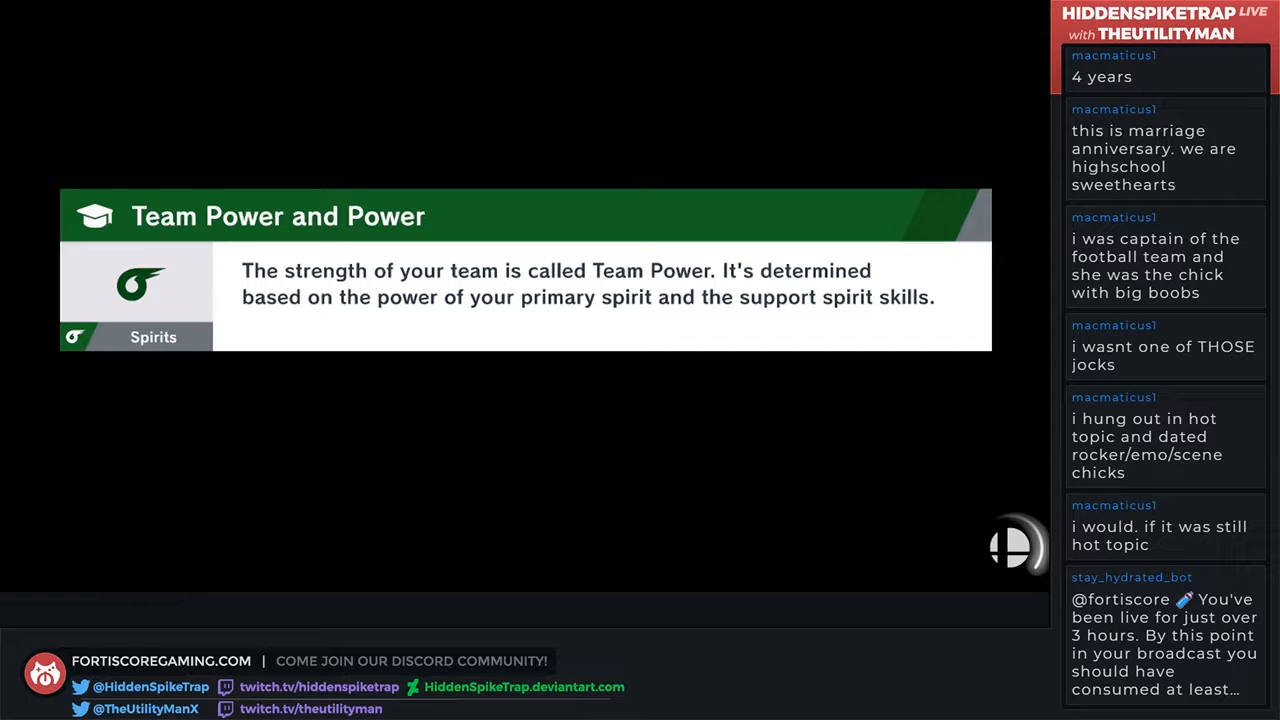 HIDDENSPIKETRAP LIVE
with THEUTILITYMAN
macmaticus1
4 years
macmaticus1
this is marriage
anniversary. we are
highschool
sweethearts
macmaticus1
i was captain of the
football team and
she was the chick
with big boobs
macmaticus1
i wasnt one of THOSE
jocks
macmaticus1
i hung out in hot
topic and dated
rocker/emo/scene
chicks
macmaticus1
i would. if it was still
hot topic
stay_hydrated_bot
@fortiscore You've
been live for just over
3 hours. By this point
in your broadcast you
should have
consumed at least…
Team Power and Power
The strength of your team is called Team Power. It's determined
based on the power of your primary spirit and the support spirit skills.
Spirits
FORTISCOREGAMING.COM | COME JOIN OUR DISCORD COMMUNITY!
@HiddenSpikeTrap twitch.tv/hiddenspiketrap HiddenSpikeTrap.deviantart.com
@TheUtilityManX twitch.tv/theutilityman